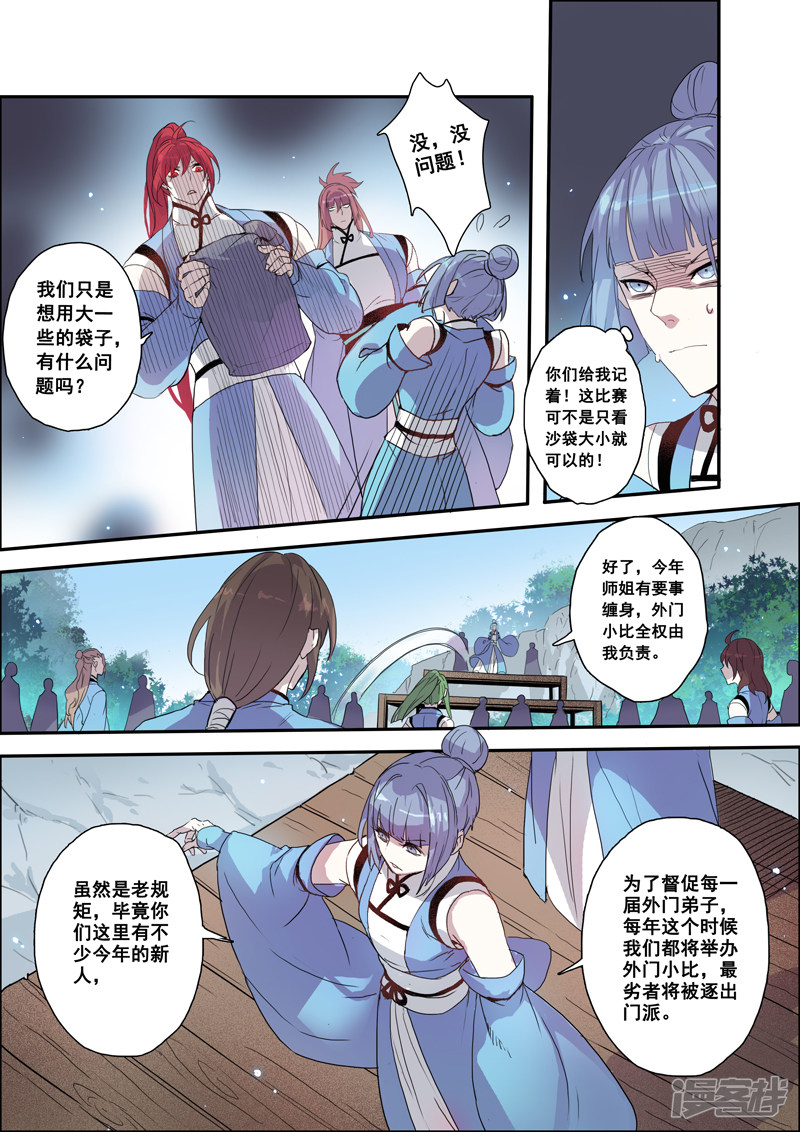 我们只是
想用大一
些的袋子，
有什么问
题吗？
没，没
问题！
你们给我记
着！这比赛
可不是只看
沙袋大小就
可以的！
好了，今年
师姐有要事
缠身，外门
小比全权由
我负责。
虽然是老规
矩，毕竟你
们这里有不
少今年的新
人，
为了督促每一
届外门弟子，
每年这个时候
我们都将举办
外门小比，最
劣者将被逐出
门派。
漫客栈